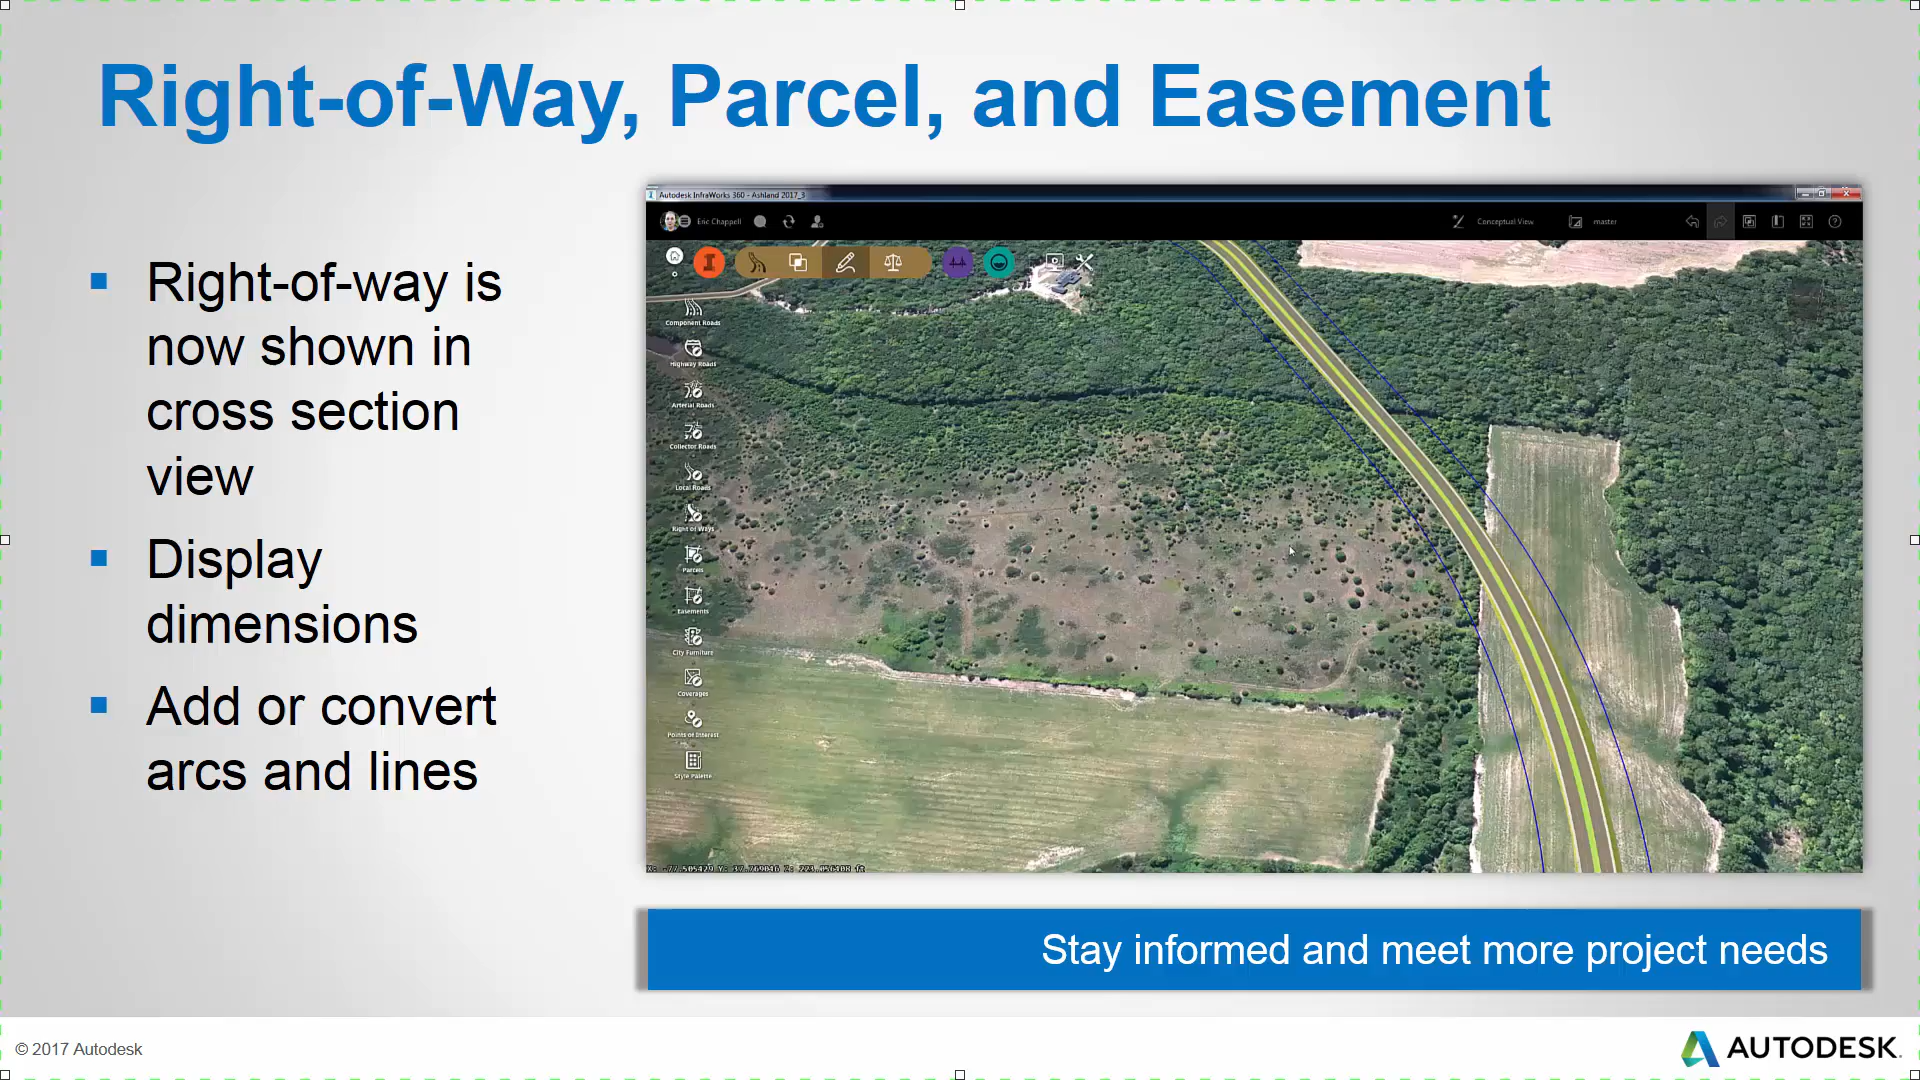 Right-of-Way, Parcel, and Easement
Right-of-way is
now shown in
cross section
view
Display
dimensions
Add or convert
arcs and lines
Autodesk InfraWorks 360 - Ashland 2017_3
Eric Chappell
Conceptual View
master
Component Roads
Highway Roads
Arterial Roads
Collector Roads
Local Roads
Right of Ways
Parcels
Easements
City Furniture
Coverages
Points of Interest
Style Palette
Stay informed and meet more project needs
© 2017 Autodesk
AUTODESK.